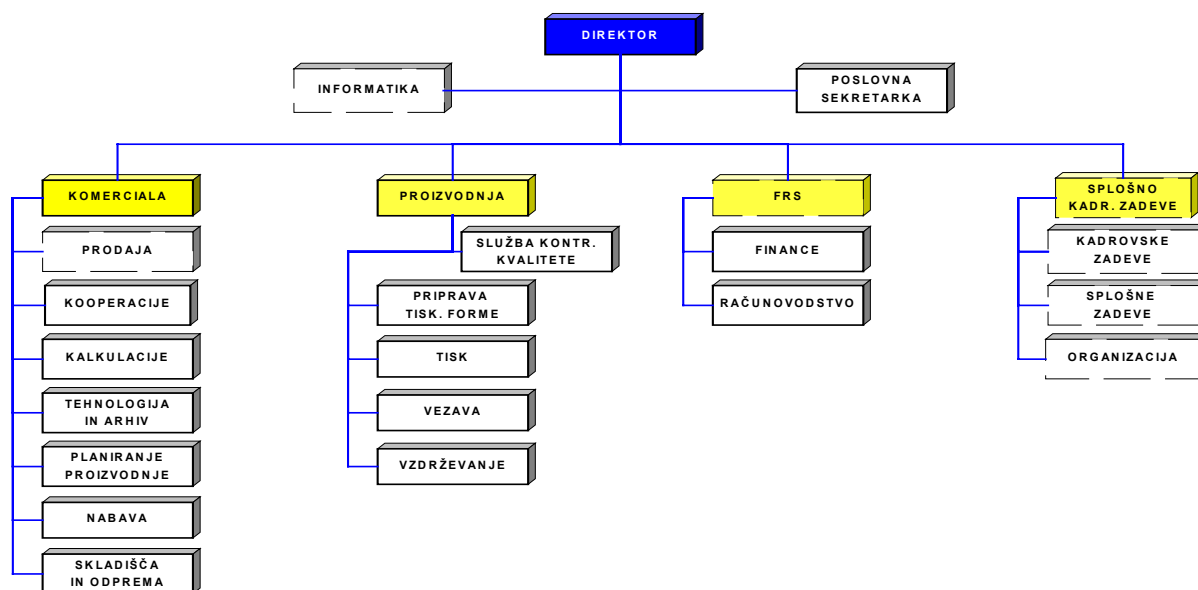 DIREKTOR
INFORMATIKA
POSLOVNA
SEKRETARKA
KOMERCIALA
PRODAJA
KOOPERACIJE
KALKULACIJE
TEHNOLOGIJA
IN ARHIV
PLANIRANJE
PROIZVODNJE
NABAVA
SKLADIŠČA
IN ODPREMA
PROIZVODNJA
SLUŽBA KONTR.
KVALITETE
PRIPRAVA
TISK. FORME
TISK
VEZAVA
VZDRŽEVANJE
FRS
FINANCE
RAČUNOVODSTVO
SPLOŠNO
KADR. ZADEVE
KADROVSKE
ZADEVE
SPLOŠNE
ZADEVE
ORGANIZACIJA